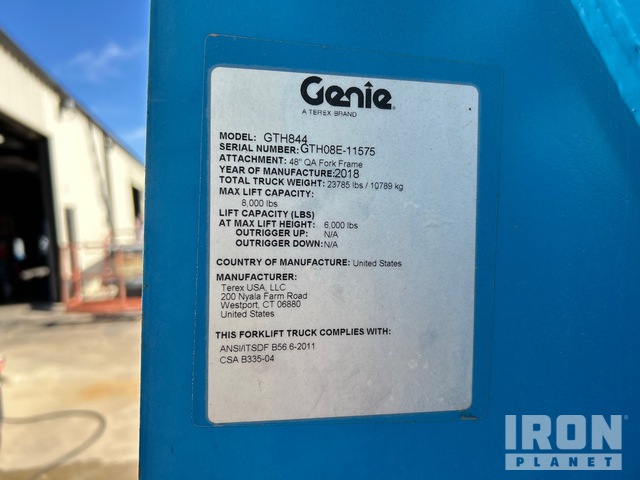 Genie
A TEREX BRAND
MODEL: GTH844
SERIAL NUMBER: GTH08E-11575
ATTACHMENT: 48" QA Fork Frame
YEAR OF MANUFACTURE: 2018
TOTAL TRUCK WEIGHT: 23785 lbs / 10789 kg
MAX LIFT CAPACITY:
8,000 lbs
LIFT CAPACITY (LBS)
AT MAX LIFT HEIGHT: 6,000 lbs
OUTRIGGER UP: N/A
OUTRIGGER DOWN: N/A
COUNTRY OF MANUFACTURE: United States
MANUFACTURER:
Terex USA, LLC
200 Nyala Farm Road
Westport, CT 06880
United States
THIS FORKLIFT TRUCK COMPLIES WITH:
ANSI/ITSDF B56.6-2011
CSA B335-04
IRON
PLANET